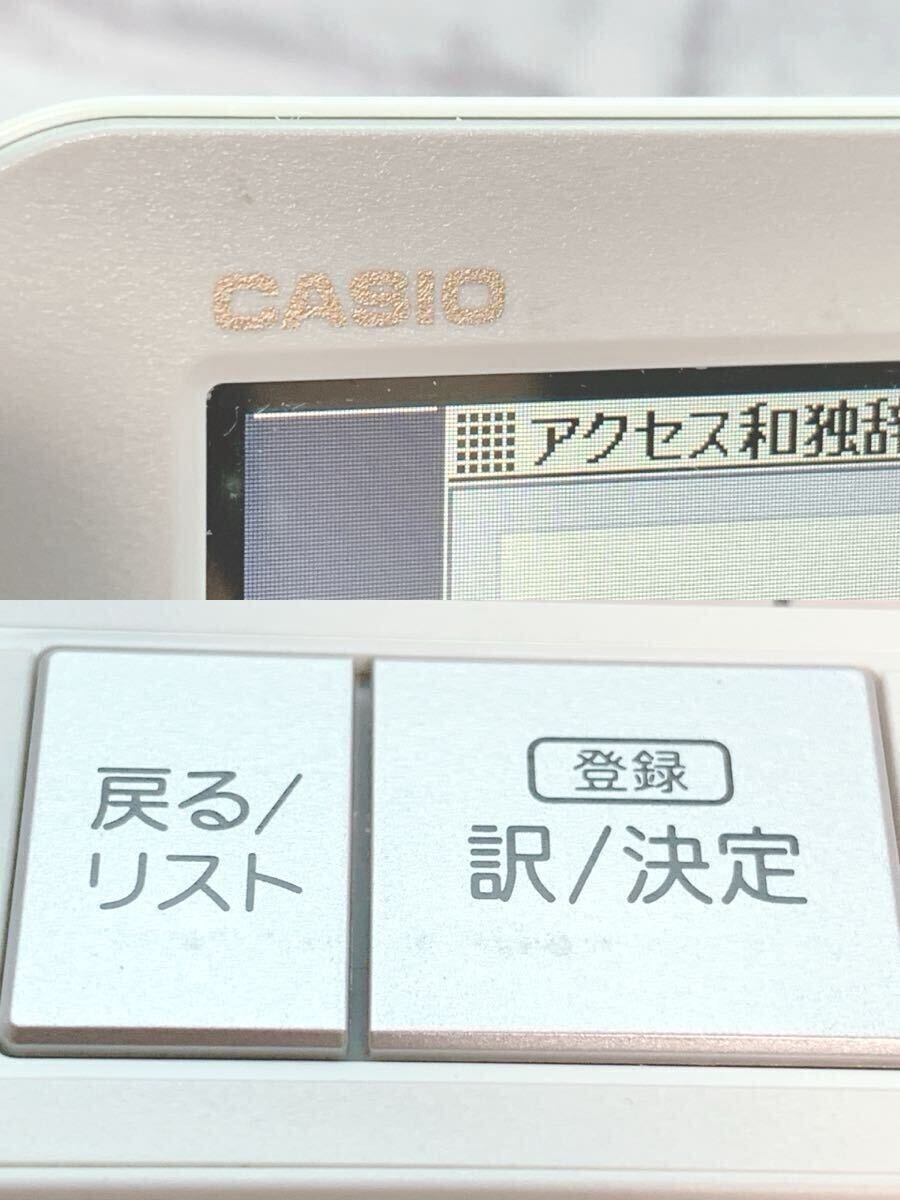 CASIO
アクセス和独辞
戻る/
リスト
登録
訳/決定